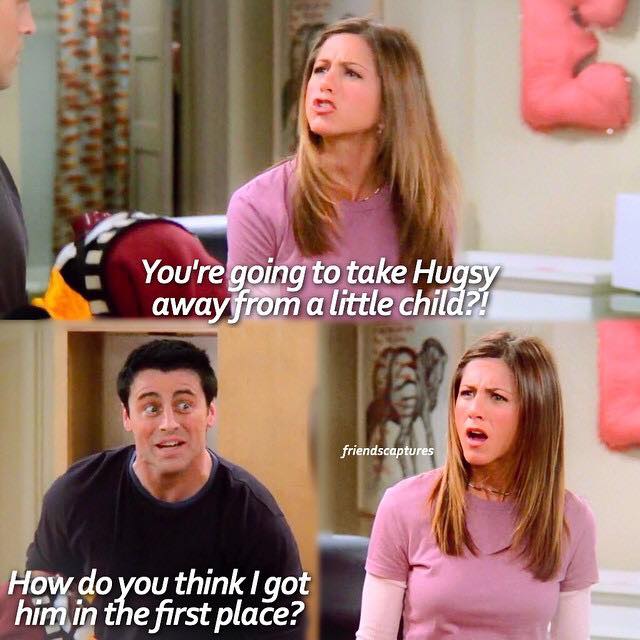 You're going to take Hugsy
away from a little child?!
friendscaptures
How do you think I got
him in the first place?